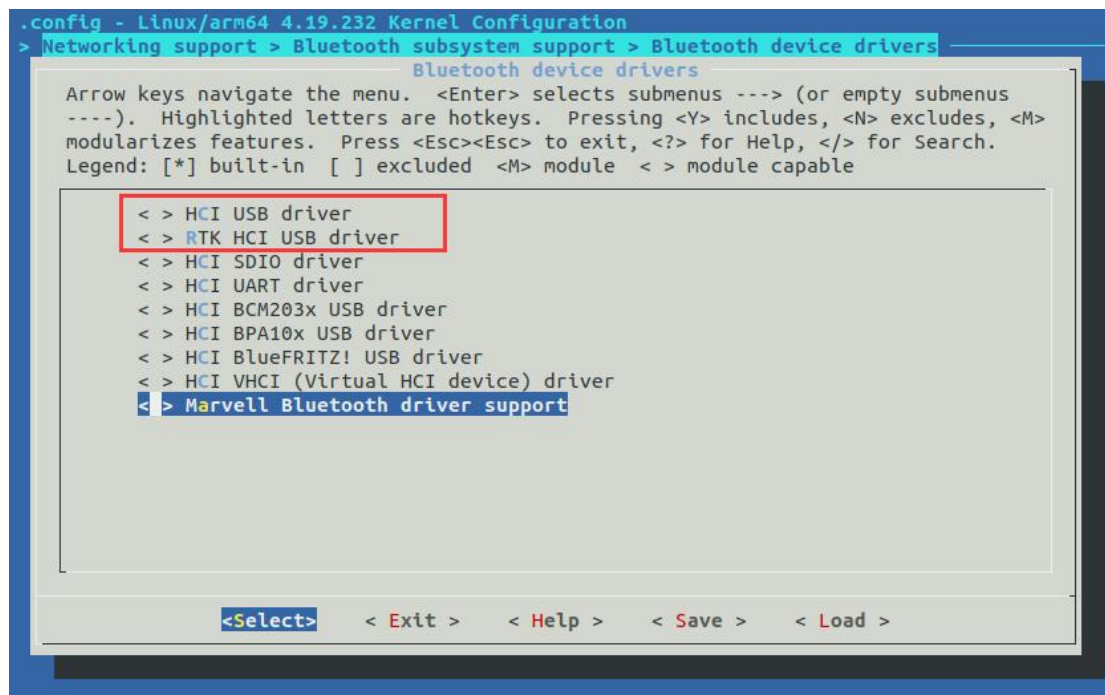 .config - Linux/arm64 4.19.232 Kernel Configuration
> Networking support > Bluetooth subsystem support > Bluetooth device drivers
Bluetooth device drivers
Arrow keys navigate the menu.  <Enter> selects submenus ---> (or empty submenus
----).  Highlighted letters are hotkeys.  Pressing <Y> includes, <N> excludes, <M>
modularizes features.  Press <Esc><Esc> to exit, <?> for Help, </> for Search.
Legend: [*] built-in  [ ] excluded  <M> module  < > module capable
< > HCI USB driver
< > RTK HCI USB driver
< > HCI SDIO driver
< > HCI UART driver
< > HCI BCM203x USB driver
< > HCI BPA10x USB driver
< > HCI BlueFRITZ! USB driver
< > HCI VHCI (Virtual HCI device) driver
< > Marvell Bluetooth driver support
<Select>    < Exit >    < Help >    < Save >    < Load >